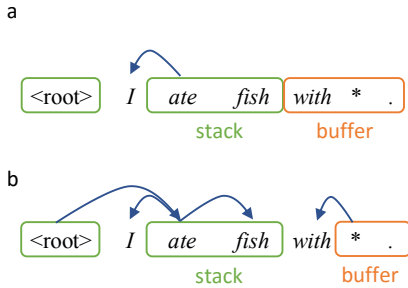 a
<root> I ate fish with * .
stack buffer
b
<root> I ate fish with * .
stack buffer